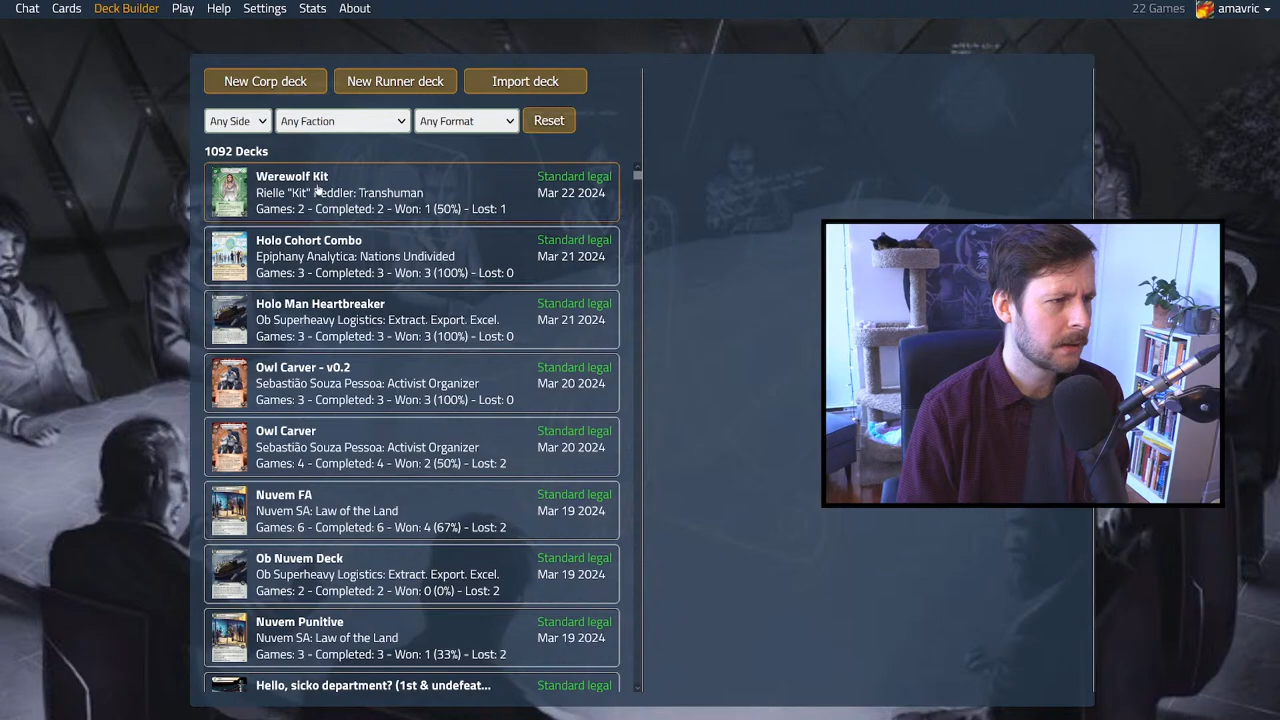 Chat Cards Deck Builder Play Help Settings Stats About 22 Games amavric
New Corp deck New Runner deck Import deck
Any Side Any Faction Any Format Reset
1092 Decks
Werewolf Kit Standard legal
Rielle "Kit" Peddler: Transhuman Mar 22 2024
Games: 2 - Completed: 2 - Won: 1 (50%) - Lost: 1
Holo Cohort Combo Standard legal
Epiphany Analytica: Nations Undivided Mar 21 2024
Games: 3 - Completed: 3 - Won: 3 (100%) - Lost: 0
Holo Man Heartbreaker Standard legal
Ob Superheavy Logistics: Extract. Export. Excel. Mar 21 2024
Games: 3 - Completed: 3 - Won: 3 (100%) - Lost: 0
Owl Carver - v0.2 Standard legal
Sebastião Souza Pessoa: Activist Organizer Mar 20 2024
Games: 3 - Completed: 3 - Won: 3 (100%) - Lost: 0
Owl Carver Standard legal
Sebastião Souza Pessoa: Activist Organizer Mar 20 2024
Games: 4 - Completed: 4 - Won: 2 (50%) - Lost: 2
Nuvem FA Standard legal
Nuvem SA: Law of the Land Mar 19 2024
Games: 6 - Completed: 6 - Won: 4 (67%) - Lost: 2
Ob Nuvem Deck Standard legal
Ob Superheavy Logistics: Extract. Export. Excel. Mar 19 2024
Games: 2 - Completed: 2 - Won: 0 (0%) - Lost: 2
Nuvem Punitive Standard legal
Nuvem SA: Law of the Land Mar 19 2024
Games: 3 - Completed: 3 - Won: 1 (33%) - Lost: 2
Hello, sicko department? (1st & undefeat... Standard legal